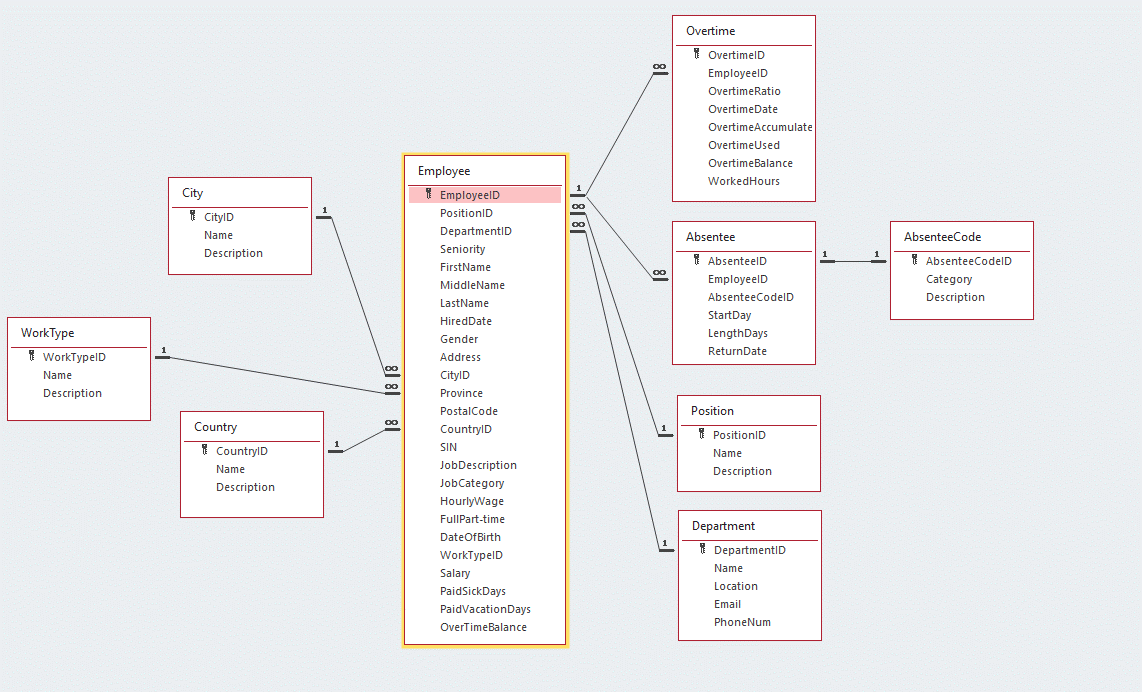 Overtime
OvertimeID
EmployeeID
OvertimeRatio
OvertimeDate
OvertimeAccumulate
OvertimeUsed
OvertimeBalance
WorkedHours
∞
Employee
EmployeeID
PositionID
DepartmentID
Seniority
FirstName
MiddleName
LastName
HiredDate
Gender
Address
CityID
Province
PostalCode
CountryID
SIN
JobDescription
JobCategory
HourlyWage
FullPart-time
DateOfBirth
WorkTypeID
Salary
PaidSickDays
PaidVacationDays
OverTimeBalance
1
∞
∞
∞
∞
∞
City
CityID
Name
Description
1
WorkType
WorkTypeID
Name
Description
1
Country
CountryID
Name
Description
1
Absentee
AbsenteeID
EmployeeID
AbsenteeCodeID
StartDay
LengthDays
ReturnDate
∞
1
1
AbsenteeCode
AbsenteeCodeID
Category
Description
Position
PositionID
Name
Description
1
Department
DepartmentID
Name
Location
Email
PhoneNum
1